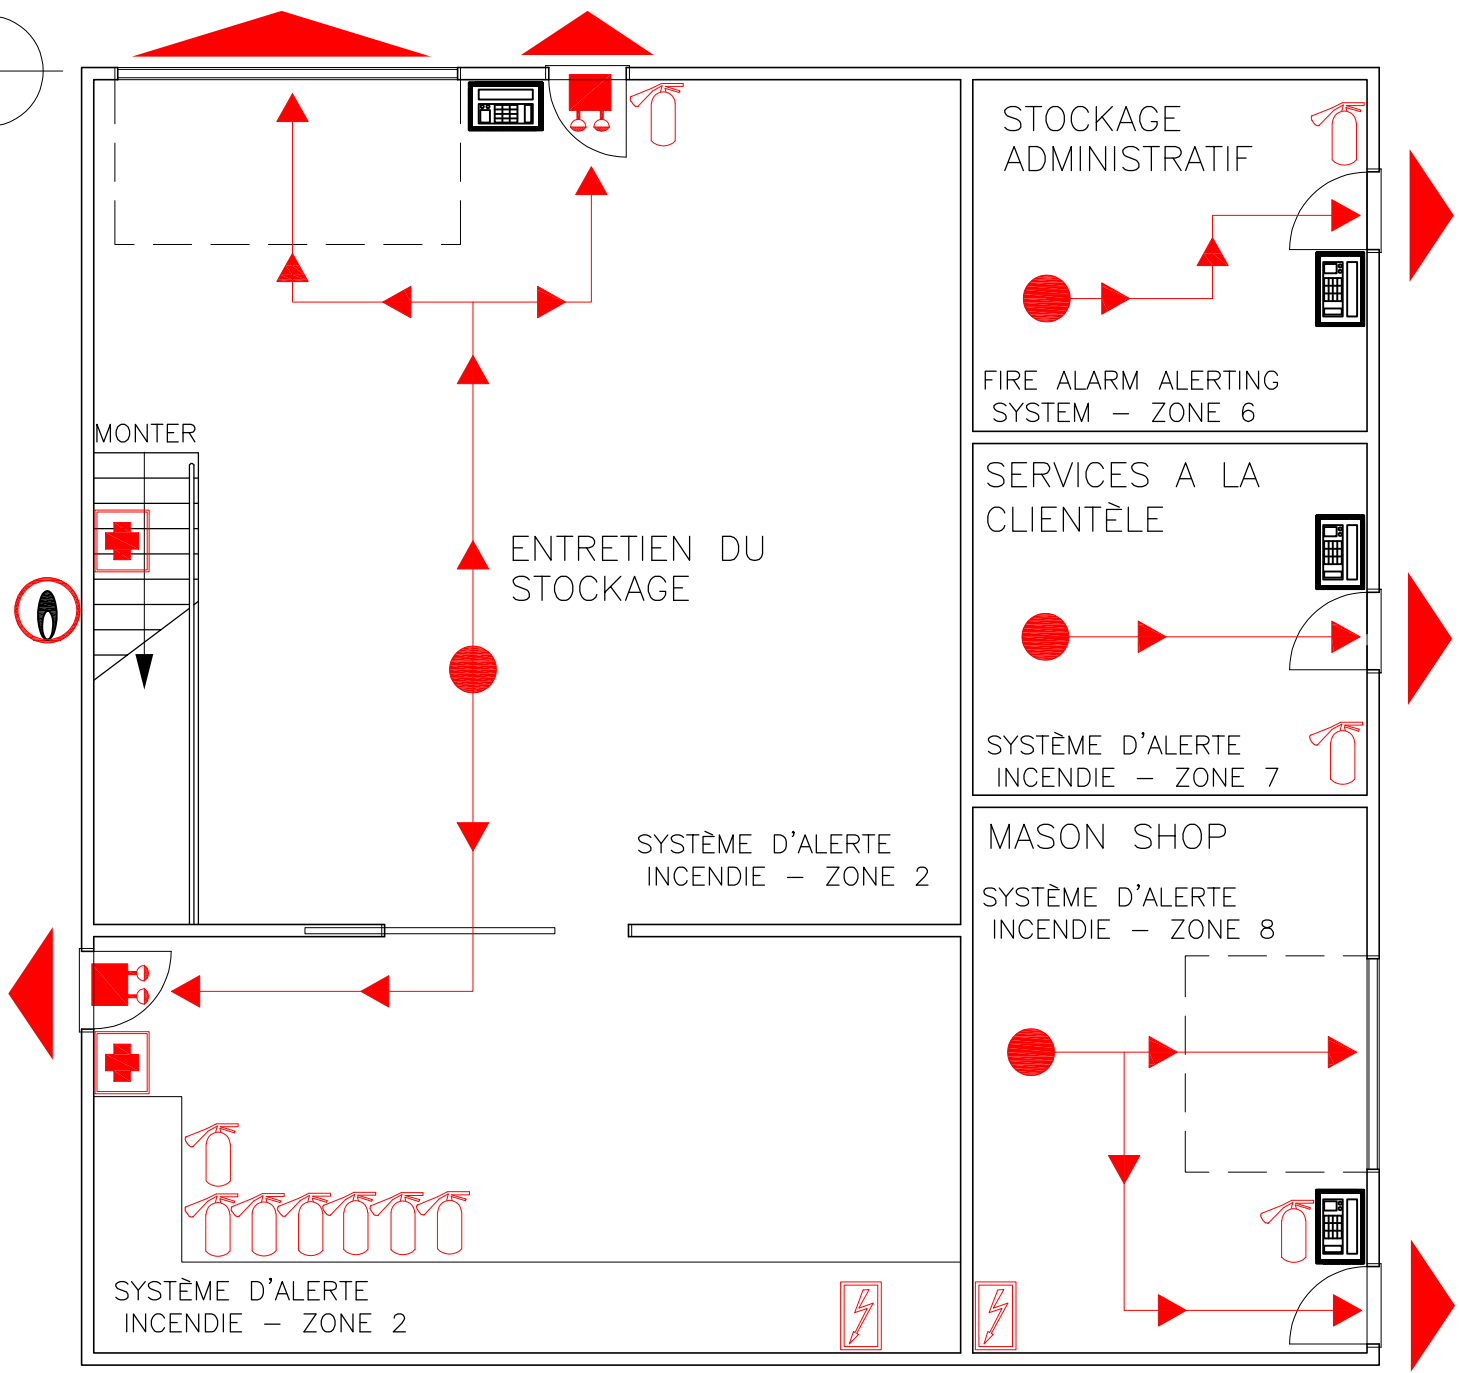 STOCKAGE
ADMINISTRATIF
FIRE ALARM ALERTING
SYSTEM – ZONE 6
MONTER
SERVICES A LA
CLIENTÈLE
ENTRETIEN DU
STOCKAGE
SYSTÈME D'ALERTE
INCENDIE – ZONE 7
SYSTÈME D'ALERTE
INCENDIE – ZONE 2
MASON SHOP
SYSTÈME D'ALERTE
INCENDIE – ZONE 8
SYSTÈME D'ALERTE
INCENDIE – ZONE 2